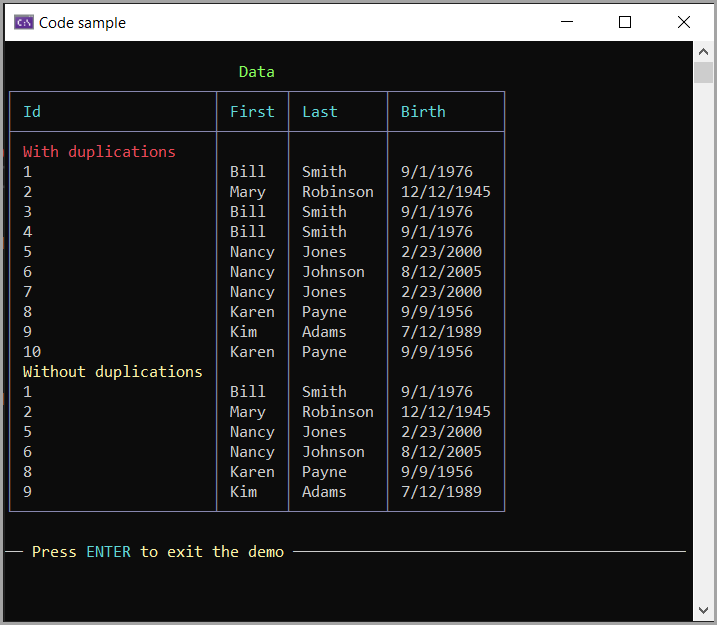 Code sample
Data
Id First Last Birth
With duplications
1 Bill Smith 9/1/1976
2 Mary Robinson 12/12/1945
3 Bill Smith 9/1/1976
4 Bill Smith 9/1/1976
5 Nancy Jones 2/23/2000
6 Nancy Johnson 8/12/2005
7 Nancy Jones 2/23/2000
8 Karen Payne 9/9/1956
9 Kim Adams 7/12/1989
10 Karen Payne 9/9/1956
Without duplications
1 Bill Smith 9/1/1976
2 Mary Robinson 12/12/1945
5 Nancy Jones 2/23/2000
6 Nancy Johnson 8/12/2005
8 Karen Payne 9/9/1956
9 Kim Adams 7/12/1989
Press ENTER to exit the demo